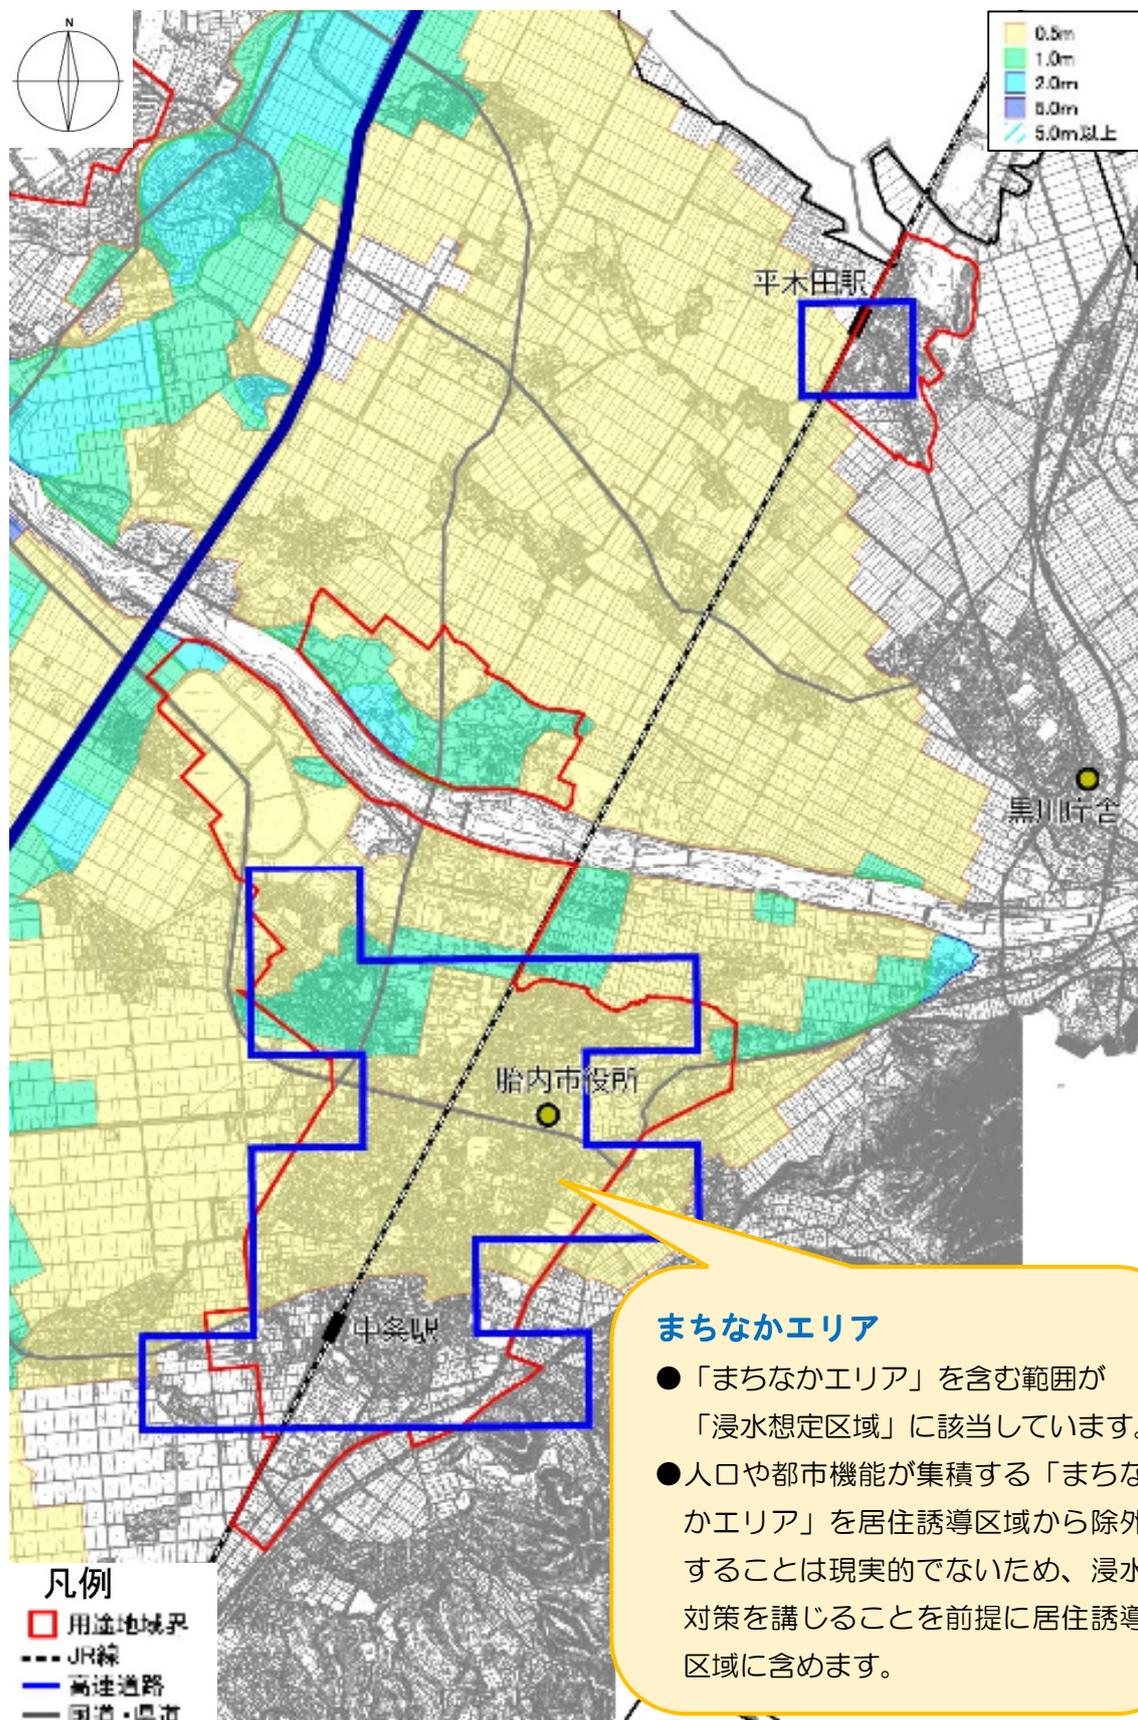 N
0.5m
1.0m
2.0m
5.0m
5.0m以上
平木田駅
黒川庁舎
胎内市役所
中条駅
まちなかエリア
●「まちなかエリア」を含む範囲が
「浸水想定区域」に該当しています。
●人口や都市機能が集積する「まちな
かエリア」を居住誘導区域から除外
することは現実的でないため、浸水
対策を講じることを前提に居住誘導
区域に含めます。
凡例
用途地域界
JR線
高速道路
国道・県道